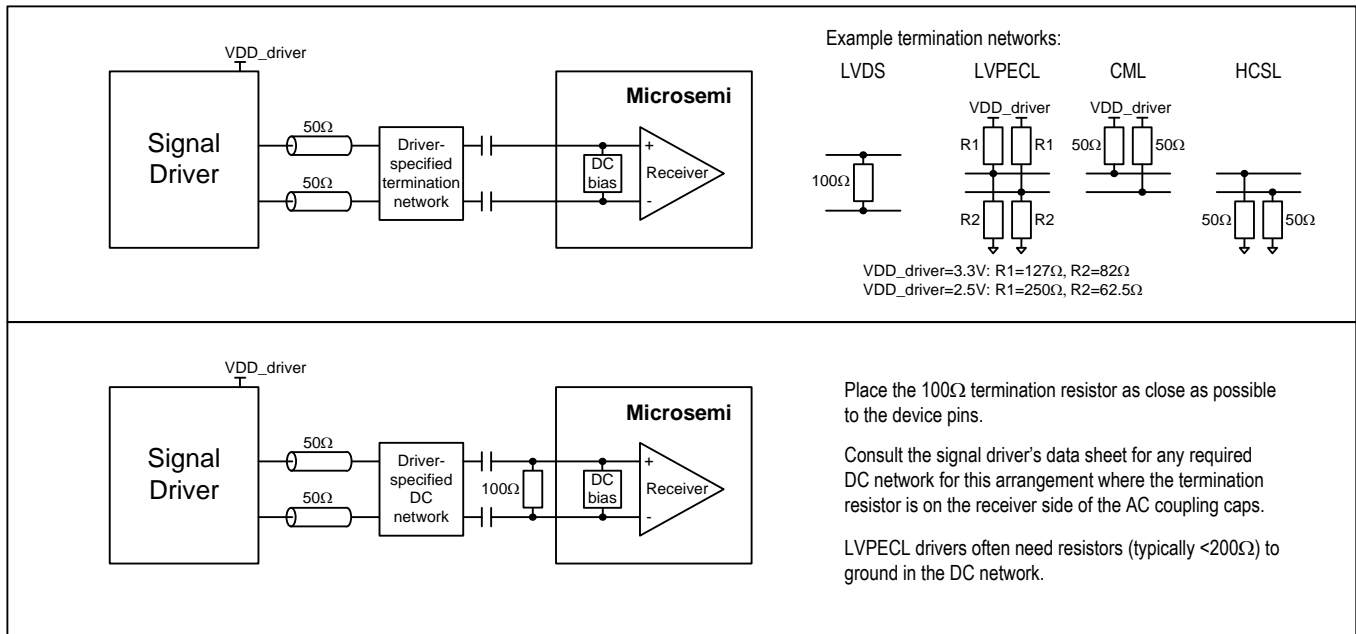 VDD_driver
Signal
Driver
50Ω
50Ω
Driver-
specified
termination
network
Microsemi
DC
bias
+
-
Receiver
Example termination networks:
LVDS
LVPECL
CML
HCSL
100Ω
VDD_driver
R1
R1
R2
R2
VDD_driver
50Ω
50Ω
50Ω
50Ω
VDD_driver=3.3V: R1=127Ω, R2=82Ω
VDD_driver=2.5V: R1=250Ω, R2=62.5Ω
VDD_driver
Signal
Driver
50Ω
50Ω
Driver-
specified
DC
network
100Ω
Microsemi
DC
bias
+
-
Receiver
Place the 100Ω termination resistor as close as possible
to the device pins.
Consult the signal driver's data sheet for any required
DC network for this arrangement where the termination
resistor is on the receiver side of the AC coupling caps.
LVPECL drivers often need resistors (typically <200Ω) to
ground in the DC network.